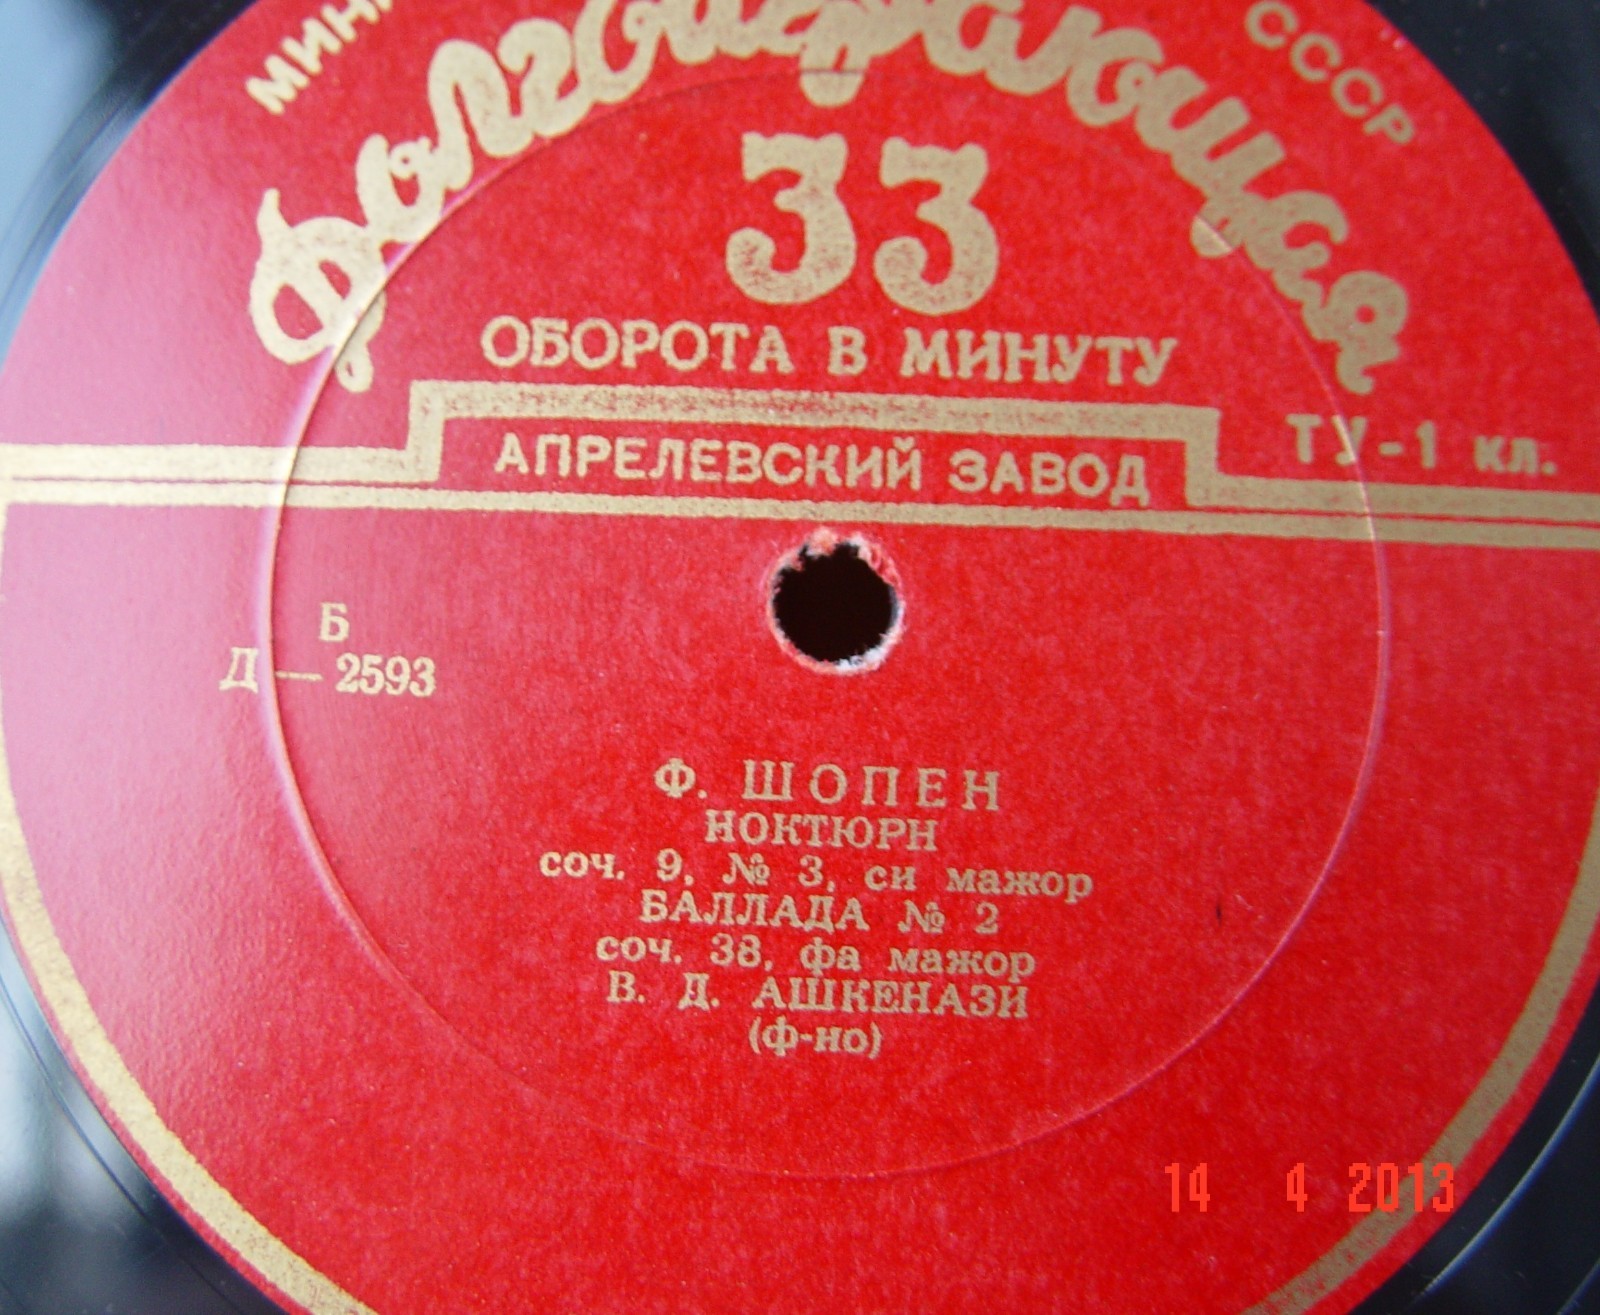 СССР
Долгоиграющая
33
ОБОРОТА В МИНУТУ
АПРЕЛЕВСКИЙ ЗАВОД
ТУ-1 кл.
Б
Д — 2593
Ф. ШОПЕН
НОКТЮРН
соч. 9, № 3, си мажор
БАЛЛАДА № 2
соч. 38, фа мажор
В. Д. АШКЕНАЗИ
(ф-но)
14 4 2013